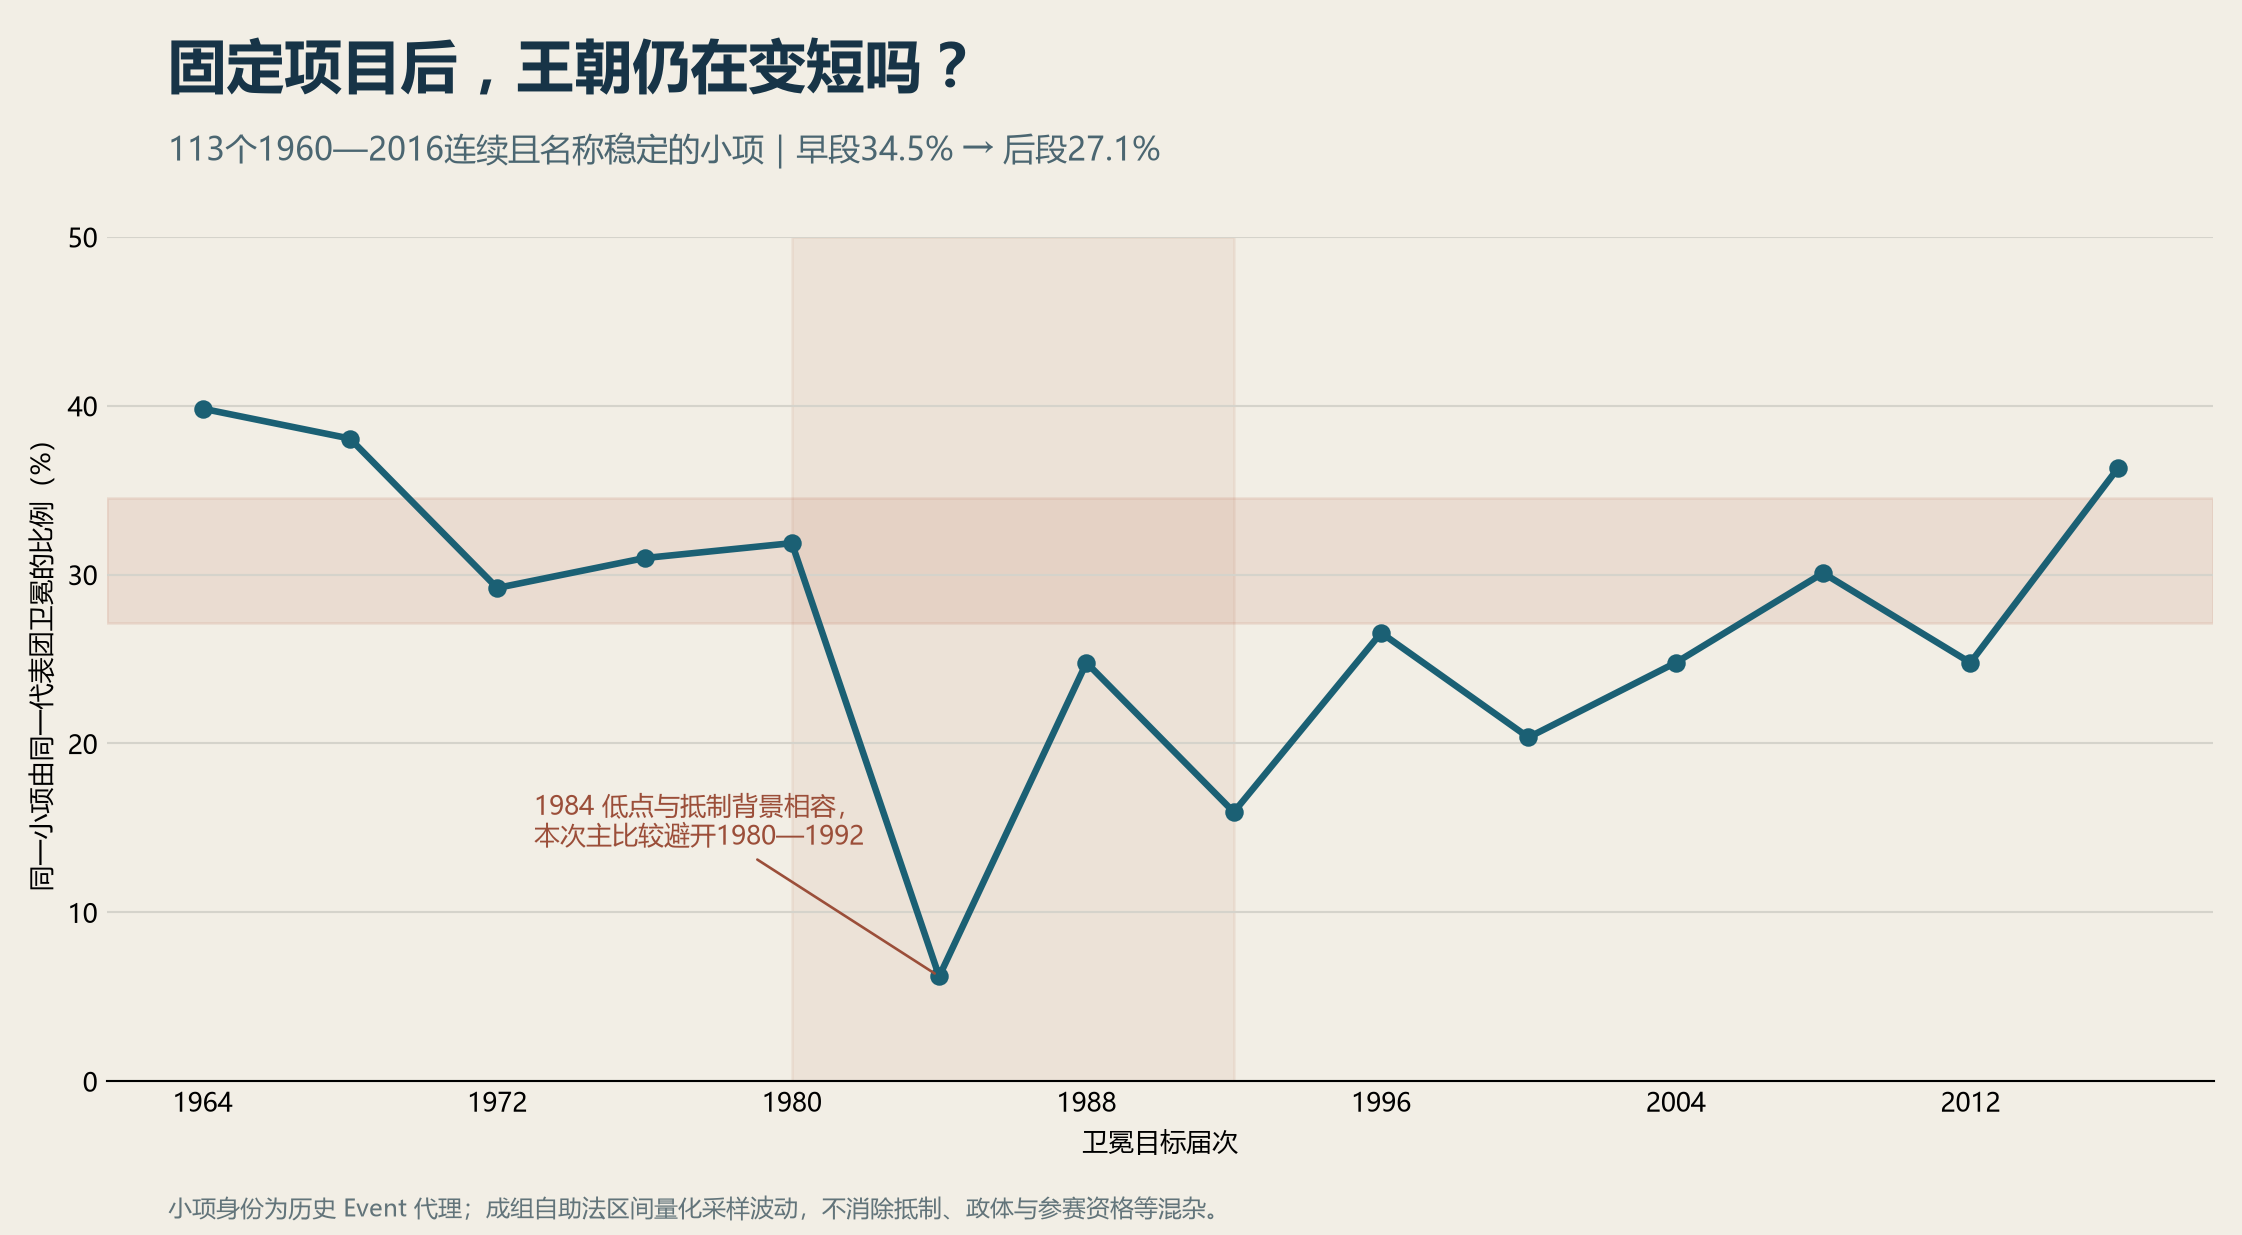 固定项目后，王朝仍在变短吗？
113个1960—2016连续且名称稳定的小项｜早段34.5% → 后段27.1%
同一小项由同一代表团卫冕的比例（%）
50
40
30
20
10
0
1984 低点与抵制背景相容，
本次主比较避开1980—1992
1964
1972
1980
1988
1996
2004
2012
卫冕目标届次
小项身份为历史 Event 代理；成组自助法区间量化采样波动，不消除抵制、政体与参赛资格等混杂。